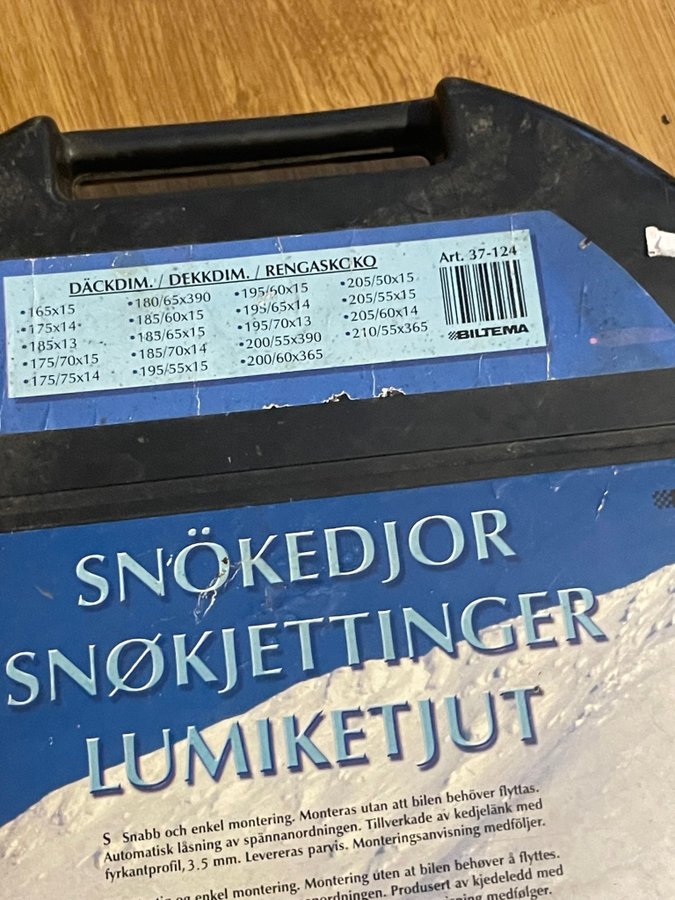 DÄCKDIM. / DEKKDIM. / RENGASKOKO
Art. 37-124
•165x15
•175x14
•185x13
•175/70x15
•175/75x14
•180/65x390
•185/60x15
•185/65x15
•185/70x14
•195/55x15
•195/60x15
•195/65x14
•195/70x13
•200/55x390
•200/60x365
•205/50x15
•205/55x15
•205/60x14
•210/55x365
BILTEMA
SNÖKEDJOR
SNØKJETTINGER
LUMIKETJUT
S Snabb och enkel montering. Monteras utan att bilen behöver flyttas.
Automatisk låsning av spännanordningen. Tillverkade av kedjelänk med
fyrkantprofil, 3.5 mm. Levereras parvis. Monteringsanvisning medföljer.
og enkel montering. Montering uten at bilen behøver å flyttes.
Produsert av kjedeledd med
medfølger.